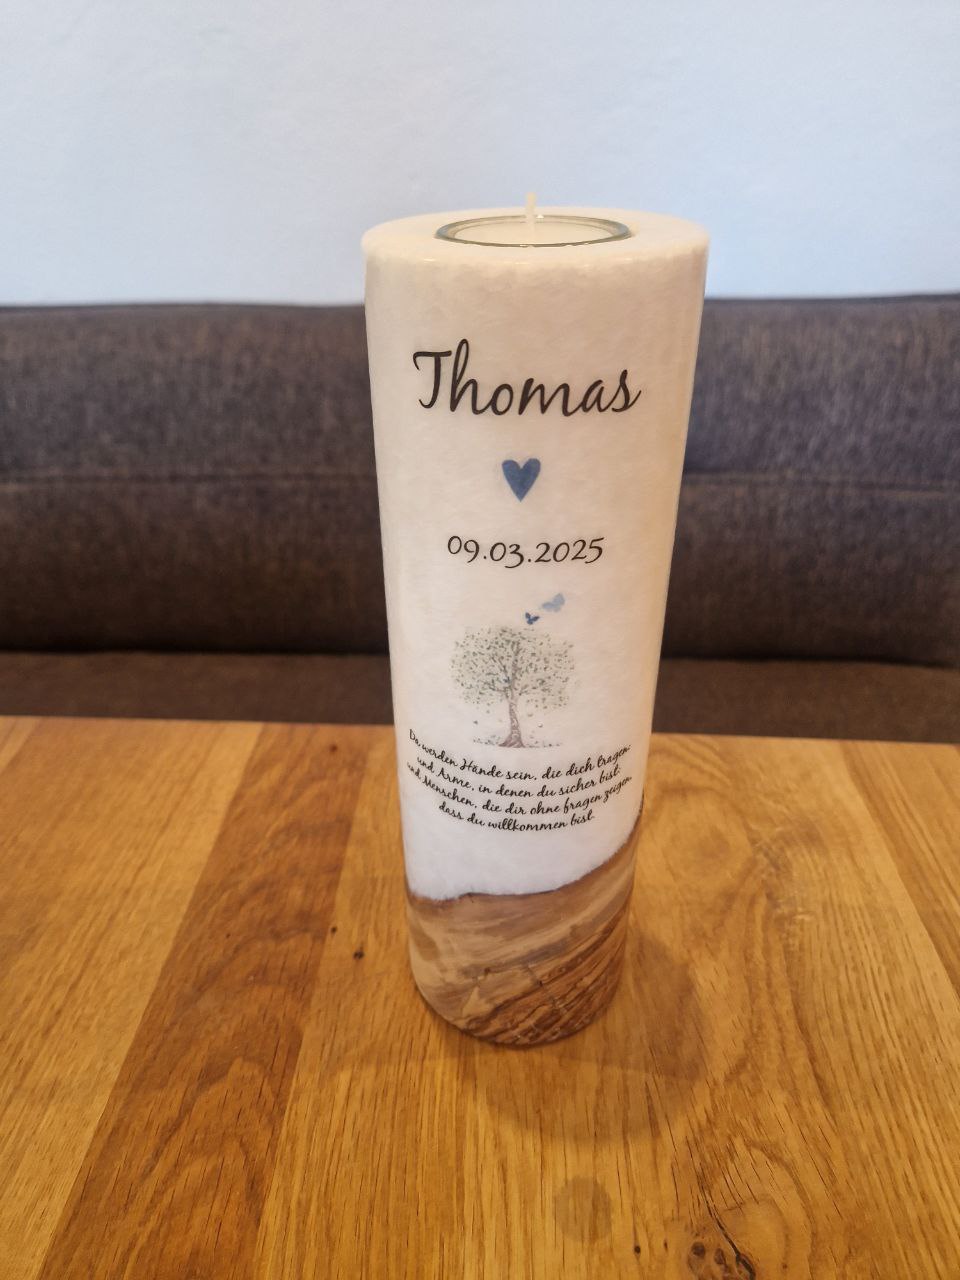 Thomas
09.03.2025
Da werden Hände sein, die dich tragen
und Arme, in denen du sicher bist.
und Menschen, die dir ohne fragen zeigen
dass du willkommen bist.